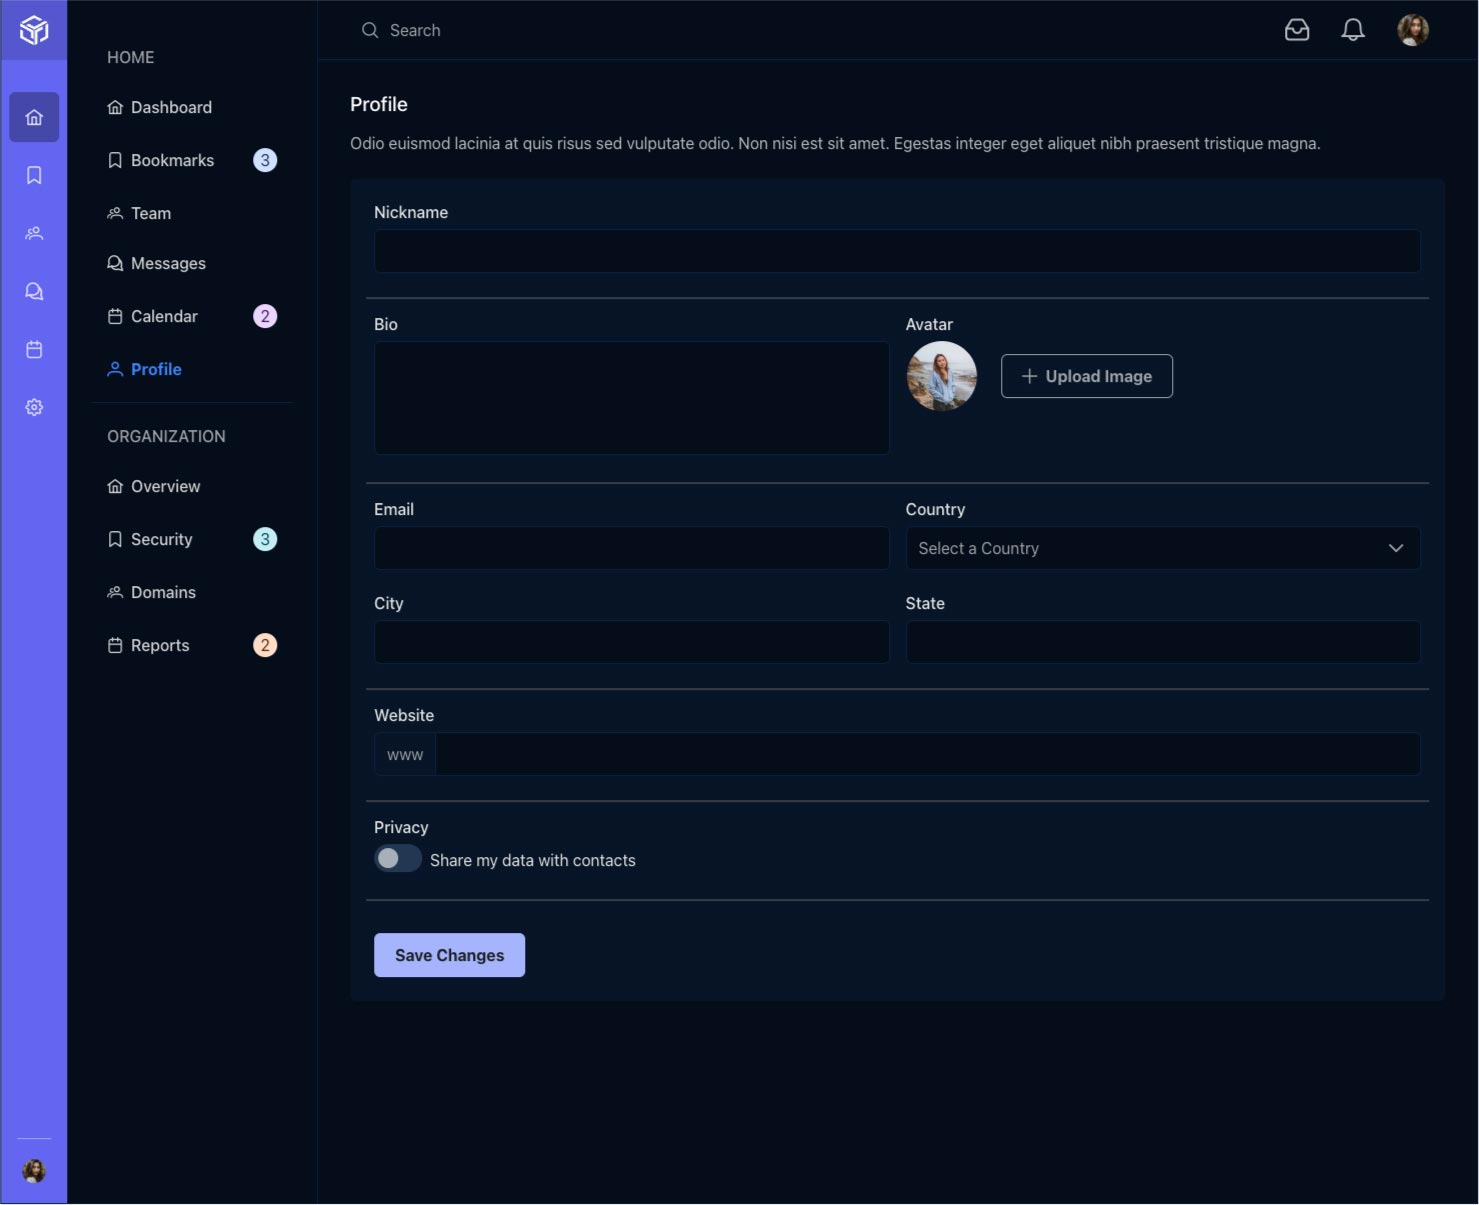 HOME
Dashboard
Bookmarks 3
Team
Messages
Calendar 2
Profile
ORGANIZATION
Overview
Security 3
Domains
Reports 2
Search
Profile
Odio euismod lacinia at quis risus sed vulputate odio. Non nisi est sit amet. Egestas integer eget aliquet nibh praesent tristique magna.
Nickname
Bio
Avatar
Upload Image
Email
Country
Select a Country
City
State
Website
www
Privacy
Share my data with contacts
Save Changes